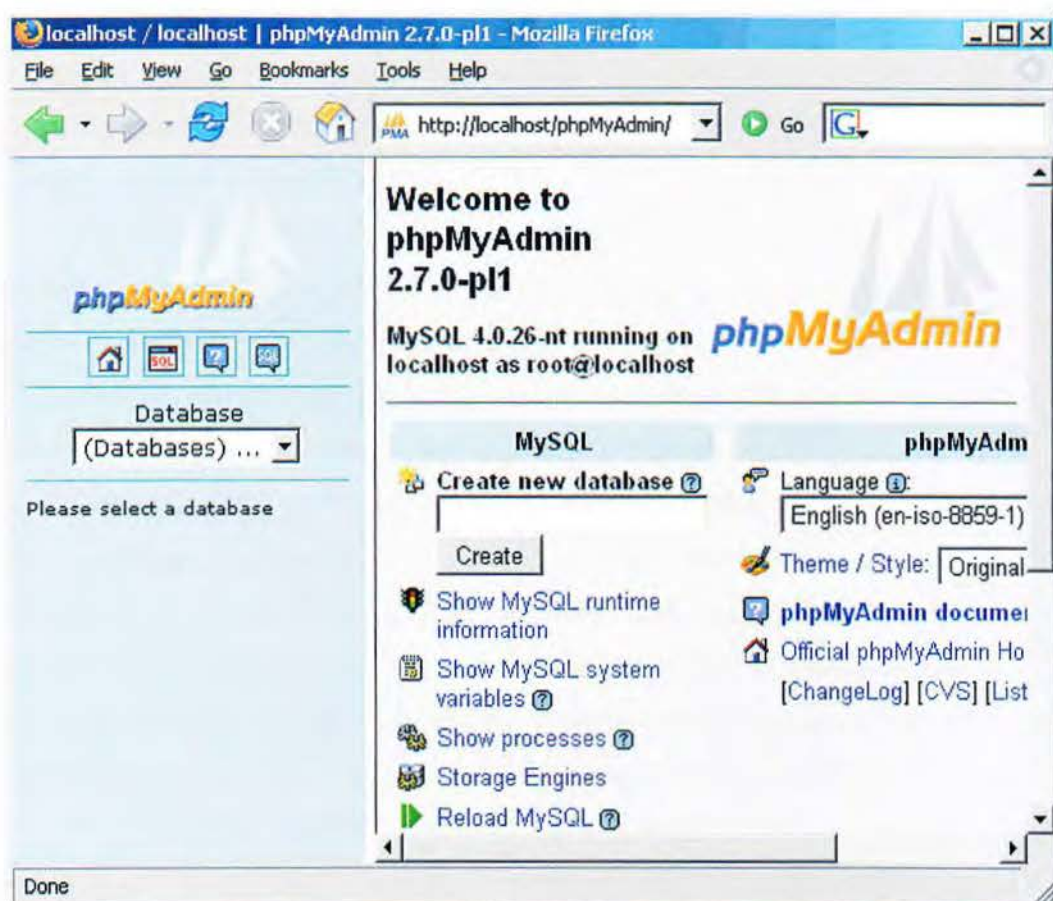 localhost / localhost | phpMyAdmin 2.7.0-pl1 - Mozilla Firefox
File Edit View Go Bookmarks Tools Help
PMA http://localhost/phpMyAdmin/ Go G
phpMyAdmin
SQL ? SQL
Database
(Databases) ...
Please select a database
Welcome to
phpMyAdmin
2.7.0-pl1
MySQL 4.0.26-nt running on
localhost as root@localhost
phpMyAdmin
MySQL
Create new database ?
Create
Show MySQL runtime
information
Show MySQL system
variables ?
Show processes ?
Storage Engines
Reload MySQL ?
phpMyAdm
Language i:
English (en-iso-8859-1)
Theme / Style: Original
? phpMyAdmin documen
Official phpMyAdmin Ho
[ChangeLog] [CVS] [List
Done